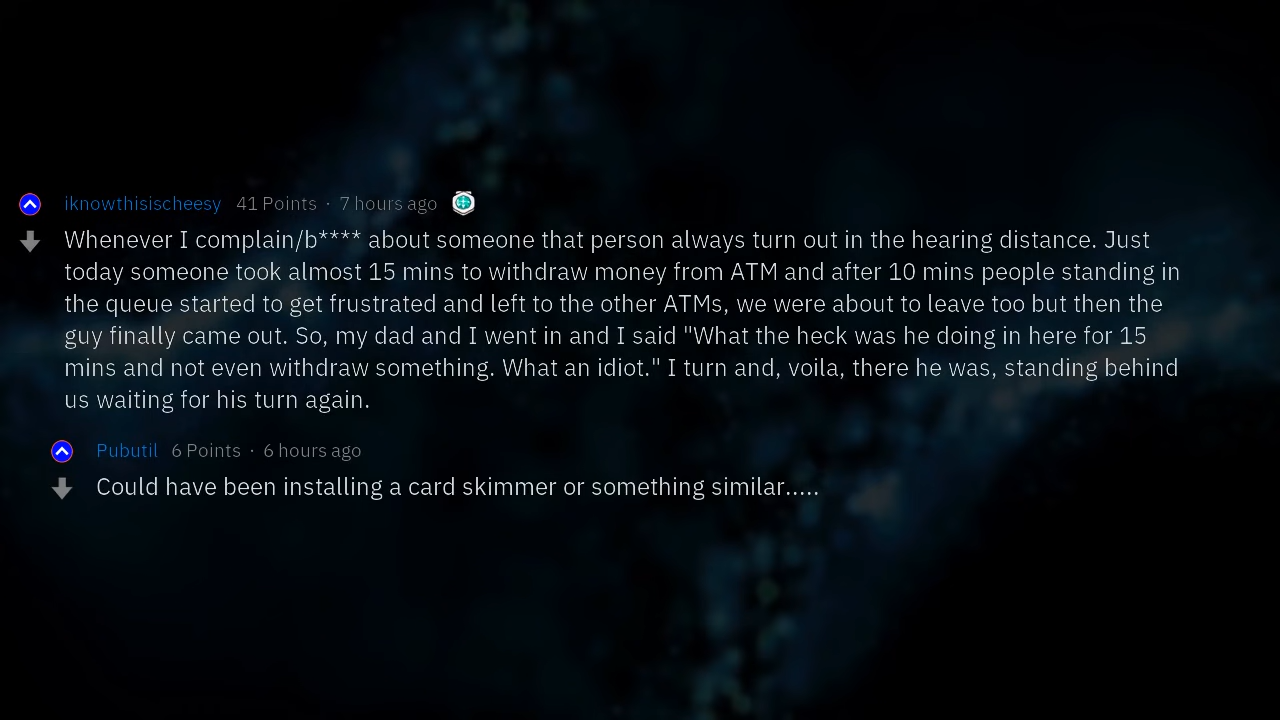 iknowthisischeesy 41 Points · 7 hours ago
Whenever I complain/b**** about someone that person always turn out in the hearing distance. Just
today someone took almost 15 mins to withdraw money from ATM and after 10 mins people standing in
the queue started to get frustrated and left to the other ATMs, we were about to leave too but then the
guy finally came out. So, my dad and I went in and I said "What the heck was he doing in here for 15
mins and not even withdraw something. What an idiot." I turn and, voila, there he was, standing behind
us waiting for his turn again.
Pubutil 6 Points · 6 hours ago
Could have been installing a card skimmer or something similar.....